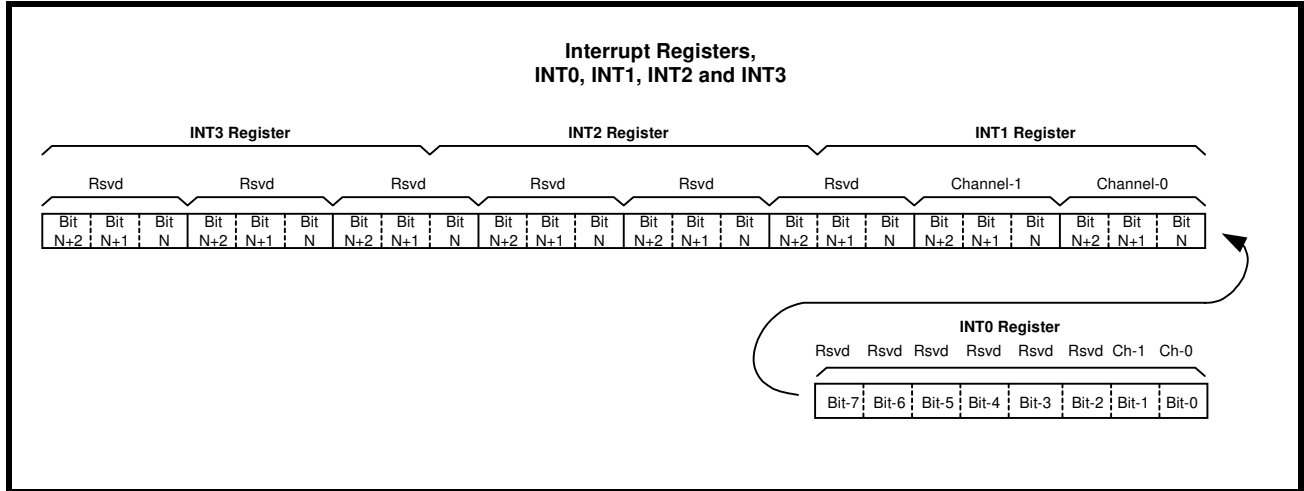 Interrupt Registers,
INT0, INT1, INT2 and INT3
INT3 Register INT2 Register INT1 Register
Rsvd Rsvd Rsvd Rsvd Rsvd Rsvd Channel-1 Channel-0
Bit Bit Bit Bit Bit Bit Bit Bit Bit Bit Bit Bit Bit Bit Bit Bit Bit Bit Bit Bit Bit Bit Bit Bit
N+2 N+1 N N+2 N+1 N N+2 N+1 N N+2 N+1 N N+2 N+1 N N+2 N+1 N N+2 N+1 N N+2 N+1 N
INT0 Register
Rsvd Rsvd Rsvd Rsvd Rsvd Rsvd Ch-1 Ch-0
Bit-7 Bit-6 Bit-5 Bit-4 Bit-3 Bit-2 Bit-1 Bit-0